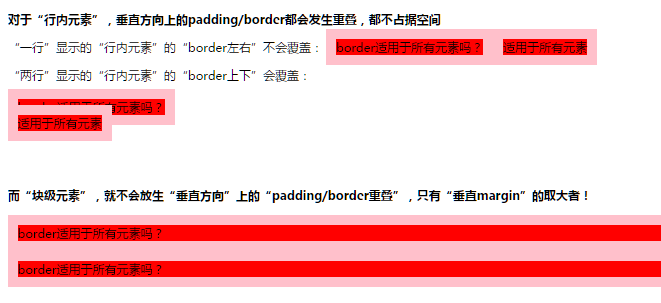 对于“行内元素”，垂直方向上的padding/border都会发生重叠，都不占据空间
“一行”显示的“行内元素”的“border左右”不会覆盖： border适用于所有元素吗？ 适用于所有元素
“两行”显示的“行内元素”的“border上下”会覆盖：
适用于所有元素吗？
适用于所有元素
而“块级元素”，就不会放生“垂直方向”上的“padding/border重叠”，只有“垂直margin”的取大者！
border适用于所有元素吗？
border适用于所有元素吗？